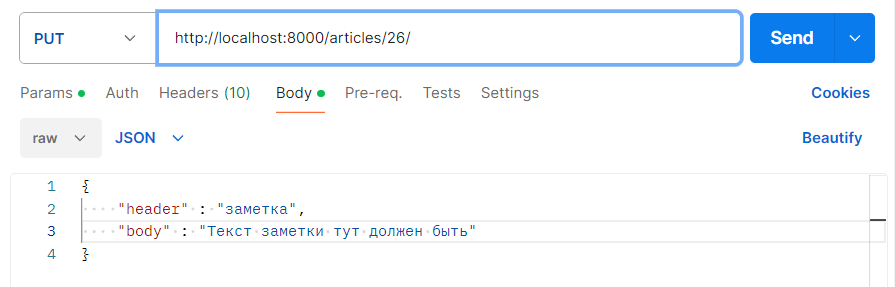 PUT http://localhost:8000/articles/26/ Send
Params Auth Headers (10) Body Pre-req. Tests Settings Cookies
raw JSON Beautify
1 {
2 "header" : "заметка",
3 "body" : "Текст заметки тут должен быть"
4 }